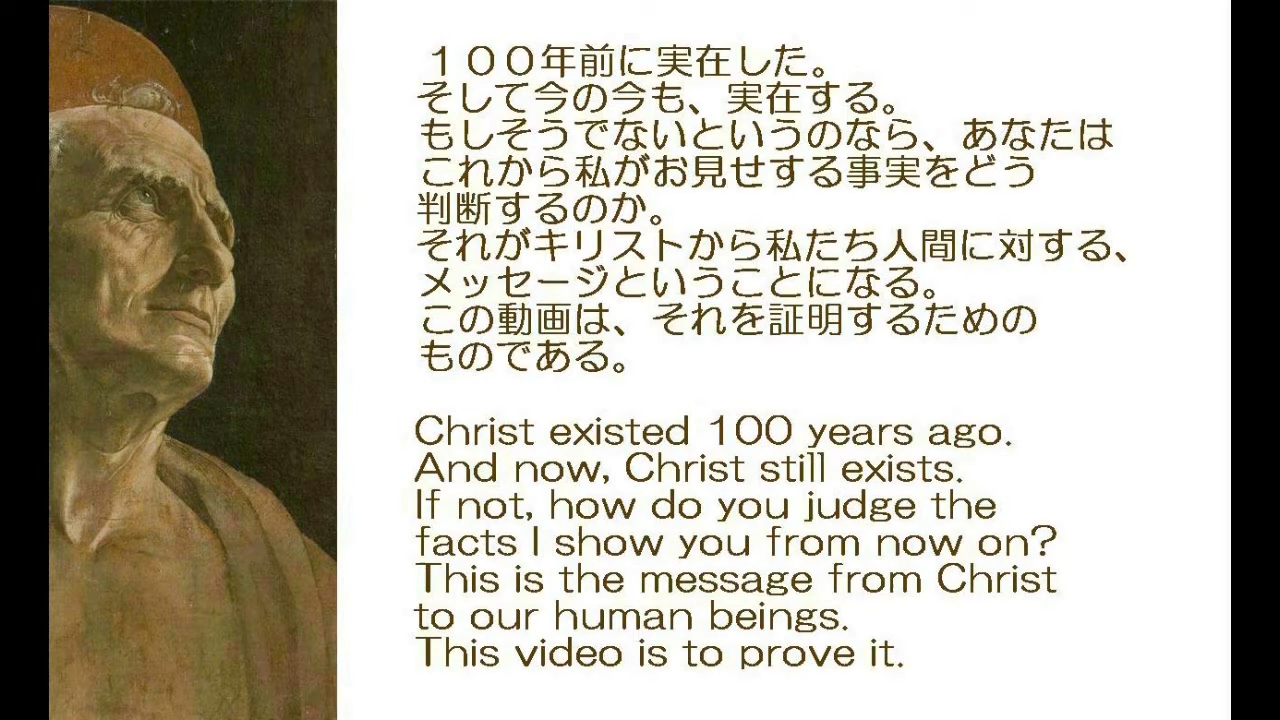 １００年前に実在した。
そして今の今も、実在する。
もしそうでないというのなら、あなたは
これから私がお見せする事実をどう
判断するのか。
それがキリストから私たち人間に対する、
メッセージということになる。
この動画は、それを証明するための
ものである。
Christ existed 100 years ago.
And now, Christ still exists.
If not, how do you judge the
facts I show you from now on?
This is the message from Christ
to our human beings.
This video is to prove it.